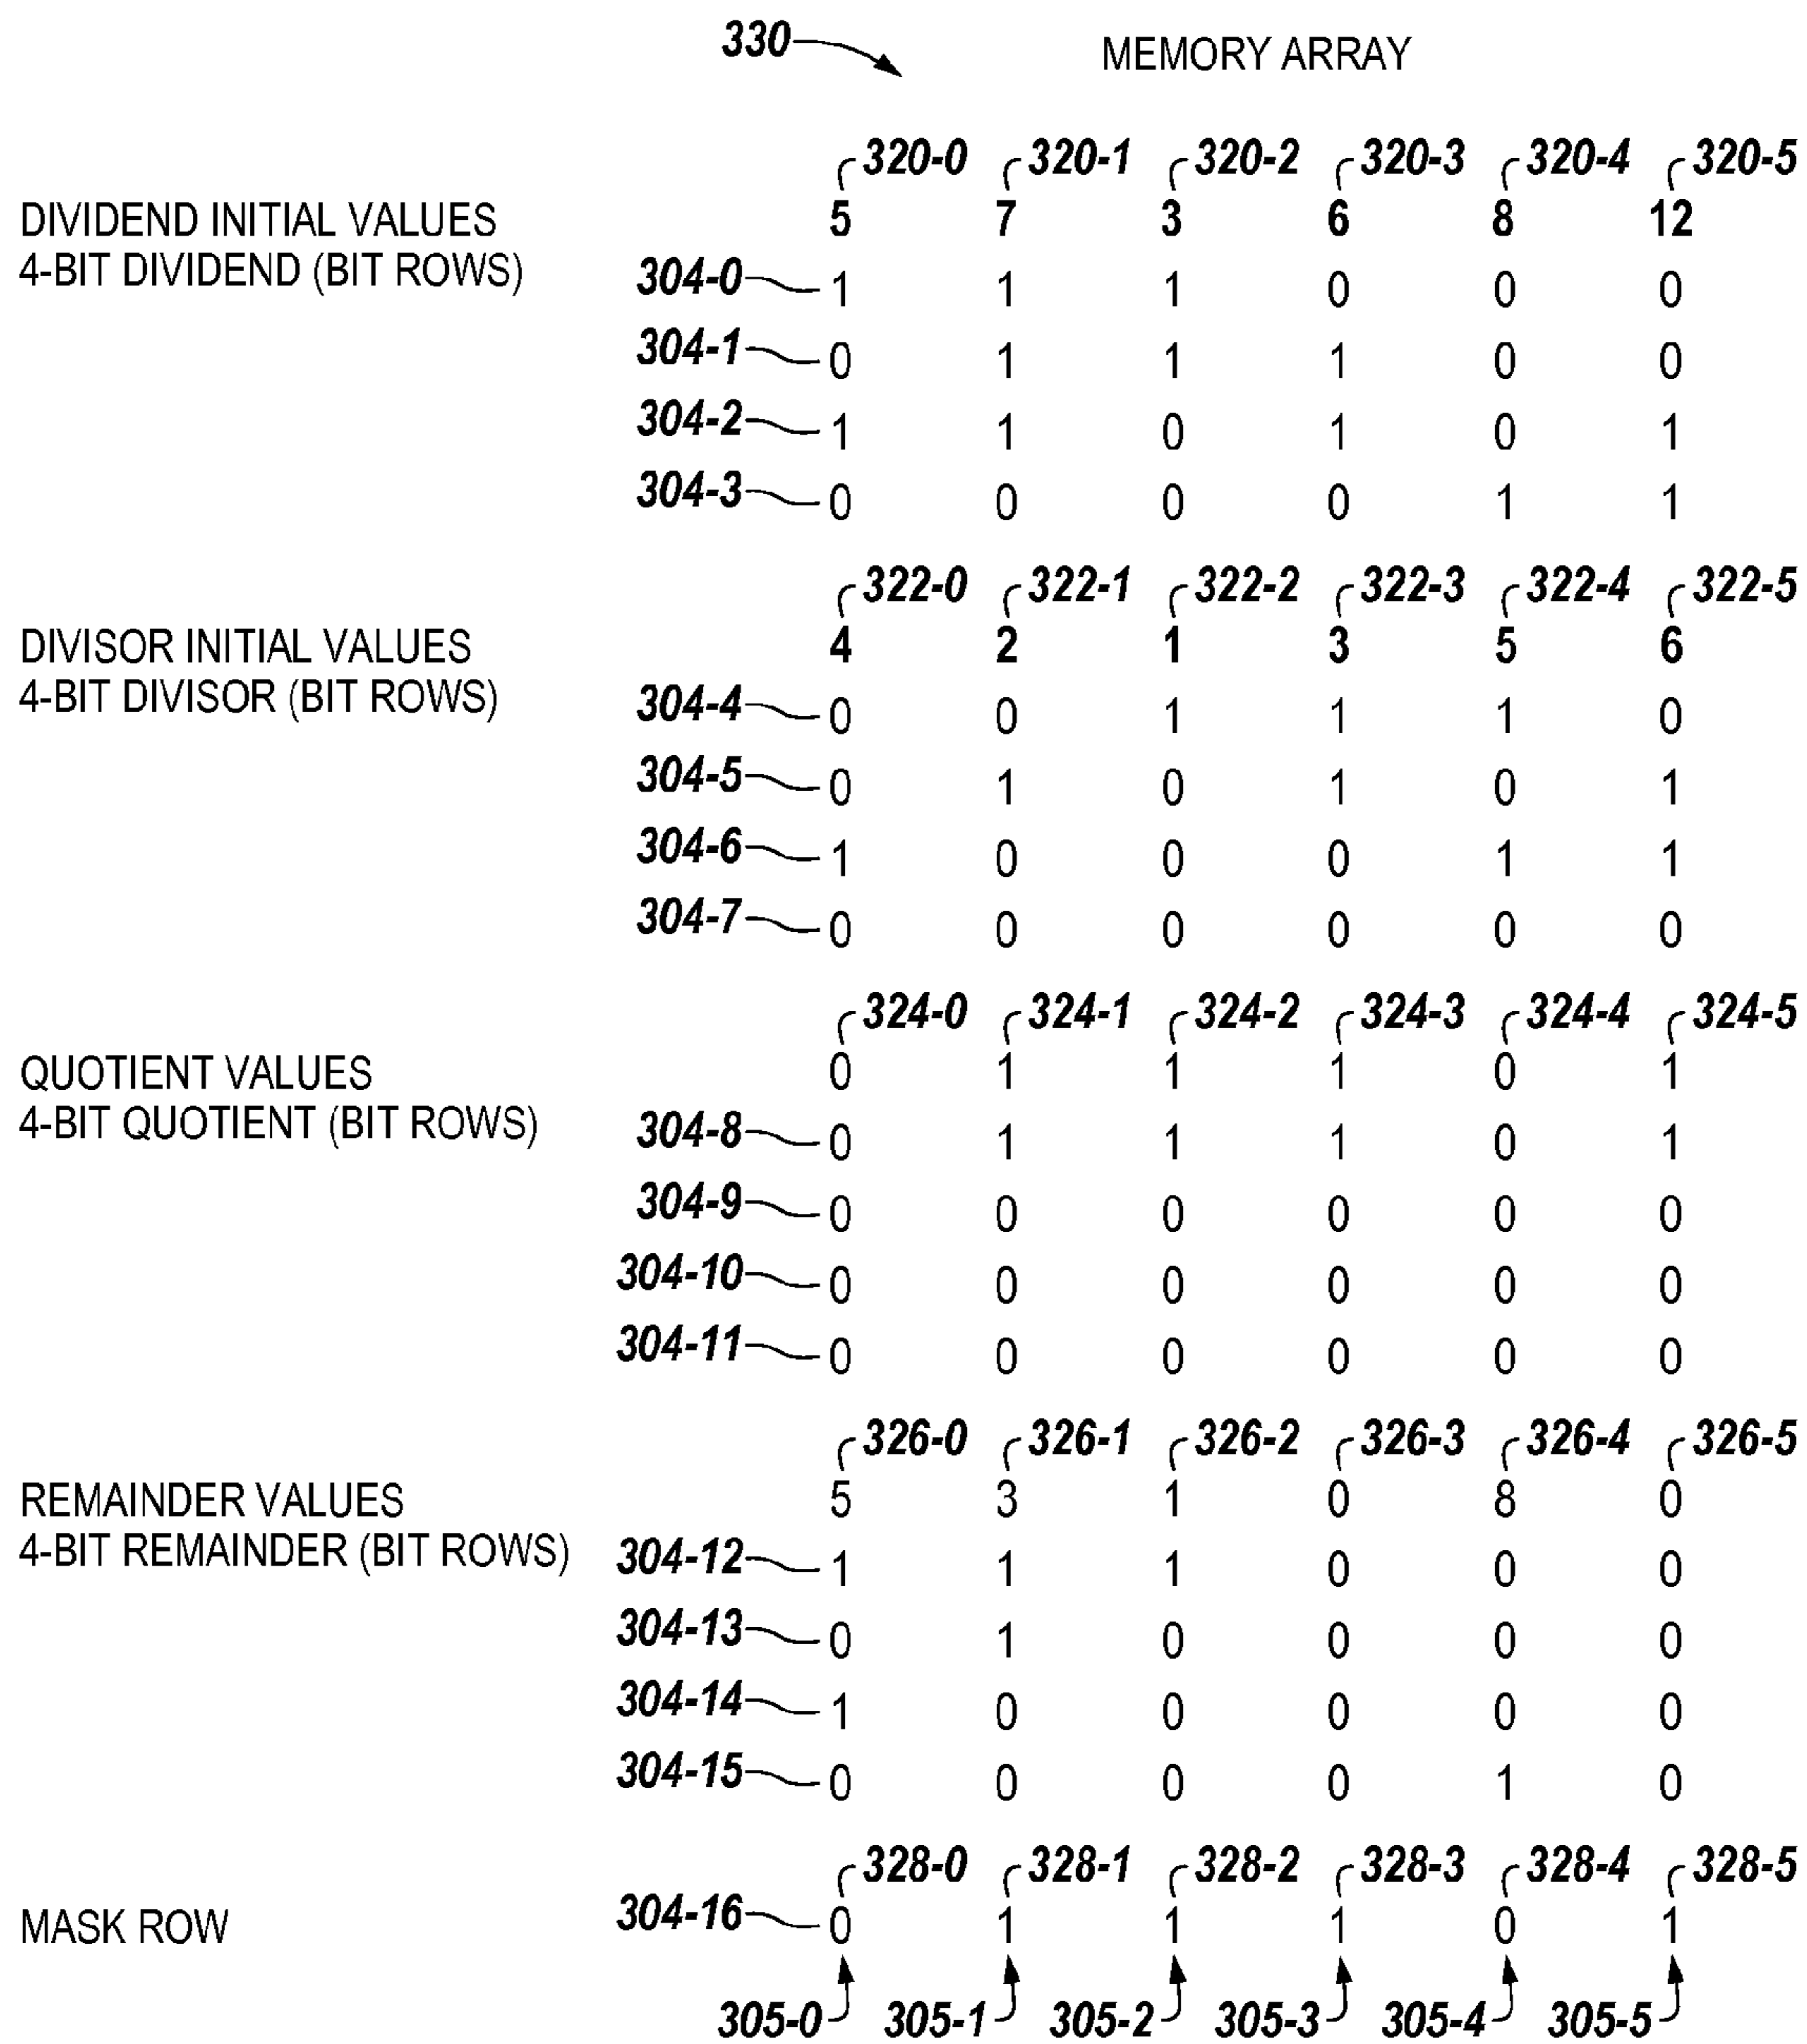 330 MEMORY ARRAY
320-0 320-1 320-2 320-3 320-4 320-5
DIVIDEND INITIAL VALUES 5 7 3 6 8 12
4-BIT DIVIDEND (BIT ROWS)
304-0 1 1 1 0 0 0
304-1 0 1 1 1 0 0
304-2 1 1 0 1 0 1
304-3 0 0 0 0 1 1
322-0 322-1 322-2 322-3 322-4 322-5
DIVISOR INITIAL VALUES 4 2 1 3 5 6
4-BIT DIVISOR (BIT ROWS)
304-4 0 0 1 1 1 0
304-5 0 1 0 1 0 1
304-6 1 0 0 0 1 1
304-7 0 0 0 0 0 0
324-0 324-1 324-2 324-3 324-4 324-5
QUOTIENT VALUES 0 1 1 1 0 1
4-BIT QUOTIENT (BIT ROWS)
304-8 0 1 1 1 0 1
304-9 0 0 0 0 0 0
304-10 0 0 0 0 0 0
304-11 0 0 0 0 0 0
326-0 326-1 326-2 326-3 326-4 326-5
REMAINDER VALUES 5 3 1 0 8 0
4-BIT REMAINDER (BIT ROWS)
304-12 1 1 1 0 0 0
304-13 0 1 0 0 0 0
304-14 1 0 0 0 0 0
304-15 0 0 0 0 1 0
328-0 328-1 328-2 328-3 328-4 328-5
MASK ROW 304-16 0 1 1 1 0 1
305-0 305-1 305-2 305-3 305-4 305-5